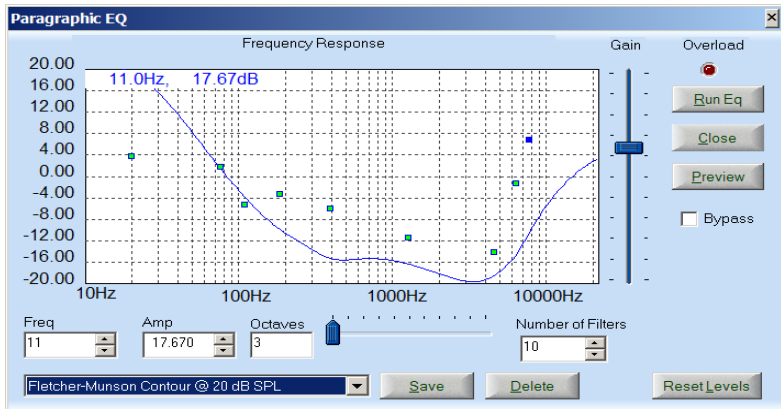 Paragraphic EQ
Frequency Response
Gain
Overload
20.00
16.00
12.00
8.00
4.00
0.00
-4.00
-8.00
-12.00
-16.00
-20.00
11.0Hz, 17.67dB
10Hz
100Hz
1000Hz
10000Hz
Run Eq
Close
Preview
Bypass
Freq
11
Amp
17.670
Octaves
3
Number of Filters
10
Fletcher-Munson Contour @ 20 dB SPL
Save
Delete
Reset Levels